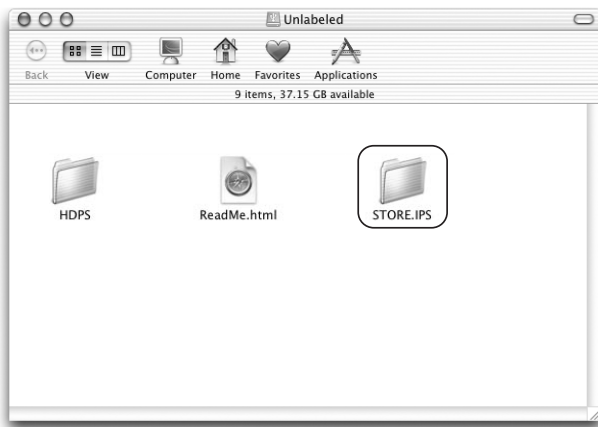 Unlabeled
Back View Computer Home Favorites Applications
9 items, 37.15 GB available
HDPS ReadMe.html STORE.IPS